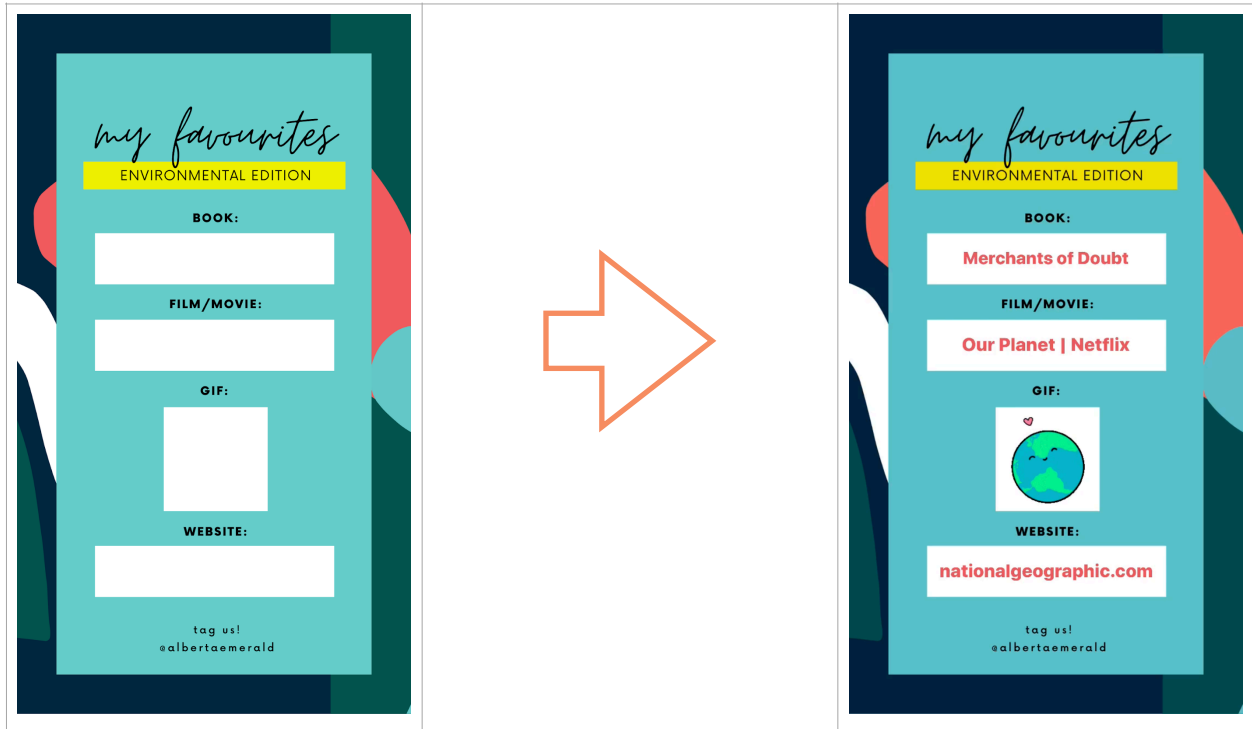 my favourites
ENVIRONMENTAL EDITION
BOOK:
FILM/MOVIE:
GIF:
WEBSITE:
tag us!
@albertaemerald
my favourites
ENVIRONMENTAL EDITION
BOOK:
Merchants of Doubt
FILM/MOVIE:
Our Planet | Netflix
GIF:
WEBSITE:
nationalgeographic.com
tag us!
@albertaemerald